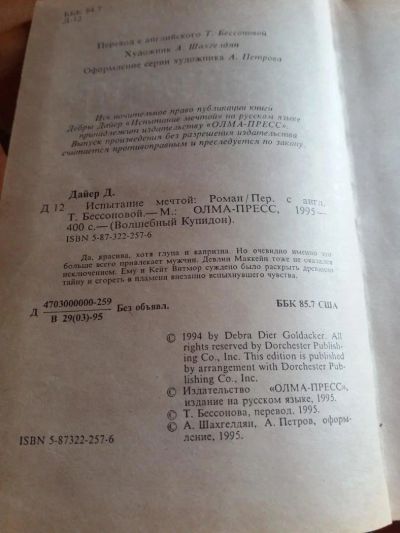 ББК 84.7
Д-12
Перевод с английского Т. Бессоновой
Художник А. Шахгелдян
Оформление серии художника А. Петрова
Исключительное право публикации книги
Дебры Дайер «Испытание мечтой» на русском языке
принадлежит издательству «ОЛМА-ПРЕСС».
Выпуск произведения без разрешения издательства
считается противоправным и преследуется по закону.
Дайер Д.
Д 12 Испытание мечтой: Роман/Пер. с англ.
Т. Бессоновой.— М.: ОЛМА-ПРЕСС, 1995—
400 с.— (Волшебный Купидон).
ISBN 5-87-322-257-6
Да, красива, хотя глупа и капризна. Но очевидно именно это
больше всего привлекает мужчин. Девлин Маккейн тоже не оказался
исключением. Ему и Кейт Витмор суждено было раскрыть древнюю
тайну и сгореть в пламени внезапно вспыхнувшего чувства.
Д 4703000000-259 Без объявл. ББК 85.7 США
В 29(03)-95
© 1994 by Debra Dier Goldacker. All
rights reserved by Dorchester Publish-
ing Co., Inc. This edition is published
by arrangement with Dorchester Pub-
lishing Co., Inc.
© Издательство «ОЛМА-ПРЕСС»,
издание на русском языке, 1995.
© Т. Бессонова, перевод. 1995.
© А. Шахгелдян, А. Петров, оформ-
ление, 1995.
ISBN 5-87322-257-6